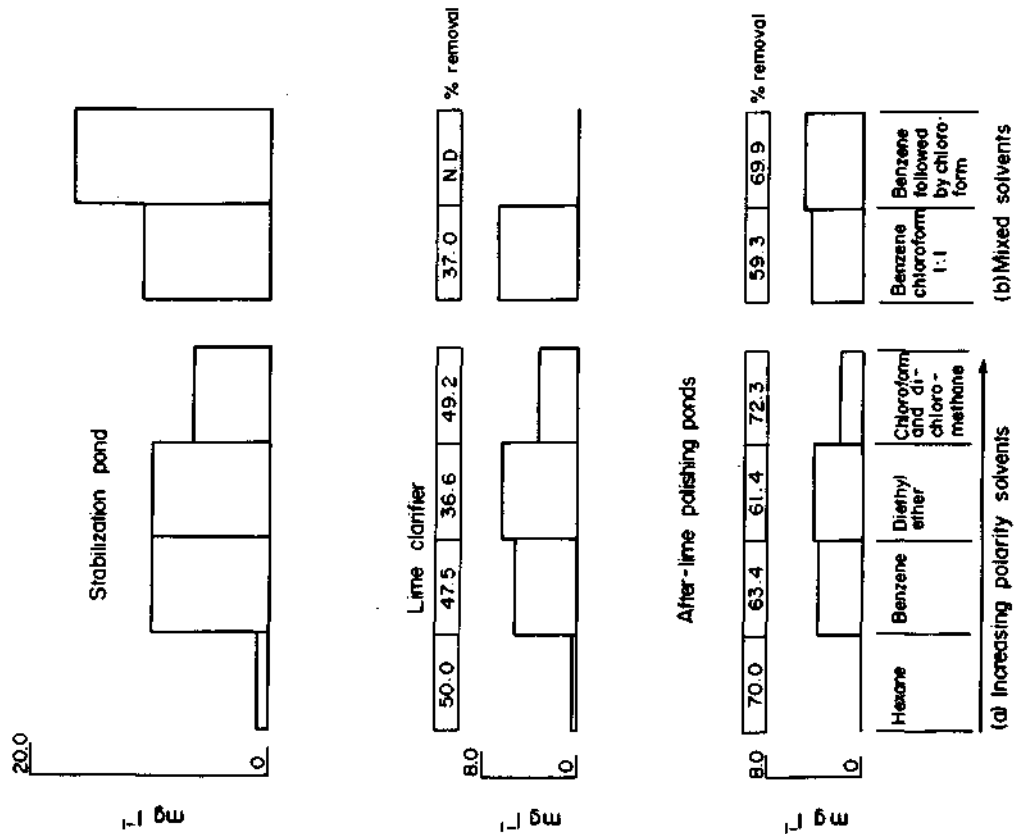 Stabilization pond
mg l⁻¹
20.0
0
Lime clarifier
50.0 47.5 36.6 49.2 37.0 N.D % removal
mg l⁻¹
8.0
0
After-lime polishing ponds
70.0 63.4 61.4 72.3 59.3 69.9 % removal
mg l⁻¹
8.0
0
Hexane
Benzene
Diethyl
ether
Chloroform
and di-
chloro-
methane
Benzene
chloroform
1:1
Benzene
followed
by chloro-
form
(a) Increasing polarity solvents
(b) Mixed solvents